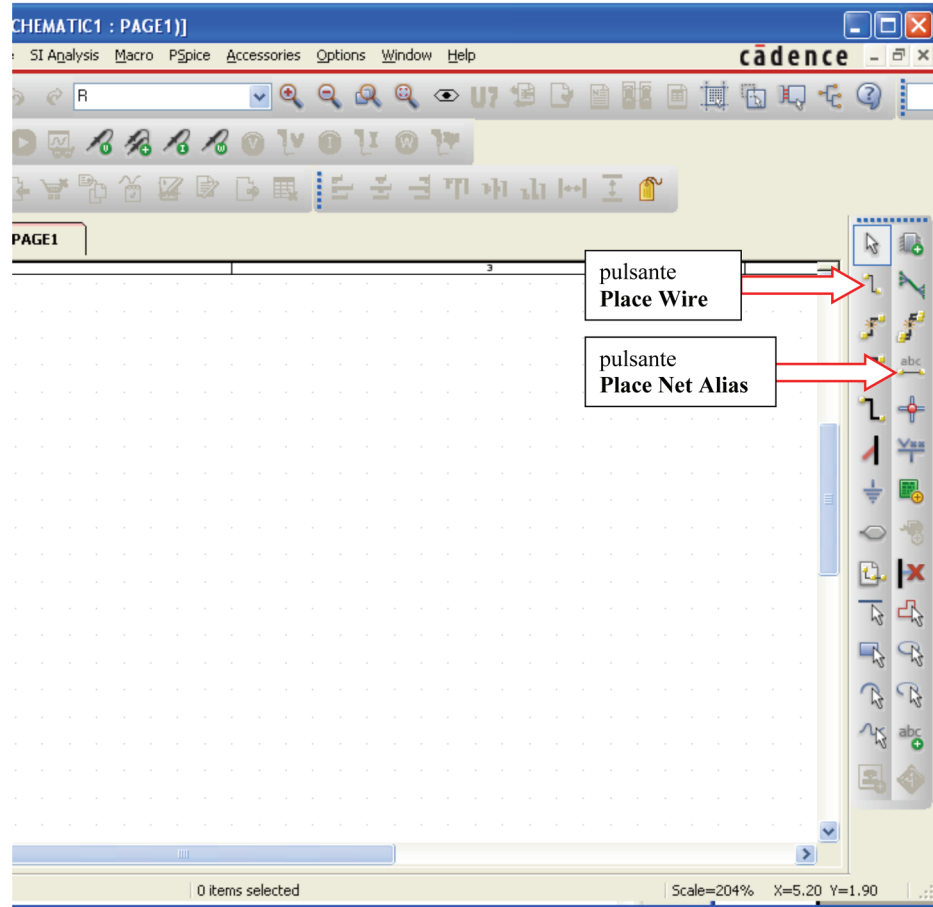 CHEMATIC1 : PAGE1)]
SI Analysis Macro PSpice Accessories Options Window Help
cādence
R
U?
PAGE1
3
pulsante
Place Wire
pulsante
Place Net Alias
abc
abc
0 items selected
Scale=204% X=5.20 Y=1.90